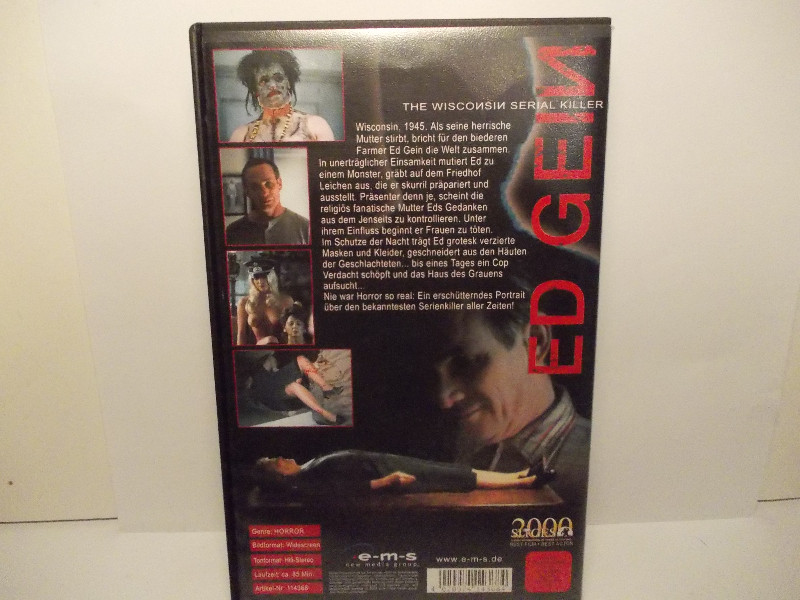 THE WISCOИSIИ SERIAL KILLER
ED GEIИ
Wisconsin, 1945. Als seine herrische
Mutter stirbt, bricht für den biederen
Farmer Ed Gein die Welt zusammen.
In unerträglicher Einsamkeit mutiert Ed zu
einem Monster, gräbt auf dem Friedhof
Leichen aus, die er skurril präpariert und
ausstellt. Präsenter denn je, scheint die
religiös fanatische Mutter Eds Gedanken
aus dem Jenseits zu kontrollieren. Unter
ihrem Einfluss beginnt er Frauen zu töten.
Im Schutze der Nacht trägt Ed grotesk verzierte
Masken und Kleider, geschneidert aus den Häuten
der Geschlachteten... bis eines Tages ein Cop
Verdacht schöpft und das Haus des Grauens
aufsucht...
Nie war Horror so real: Ein erschütterndes Portrait
über den bekanntesten Serienkiller aller Zeiten!
Genre: HORROR
Bildformat: Widescreen
Tonformat: Hifi-Stereo
Laufzeit: ca. 85 Min.
Artikel-Nr.
e-m-s
new media group.
www.e-m-s.de
2000
SITGES